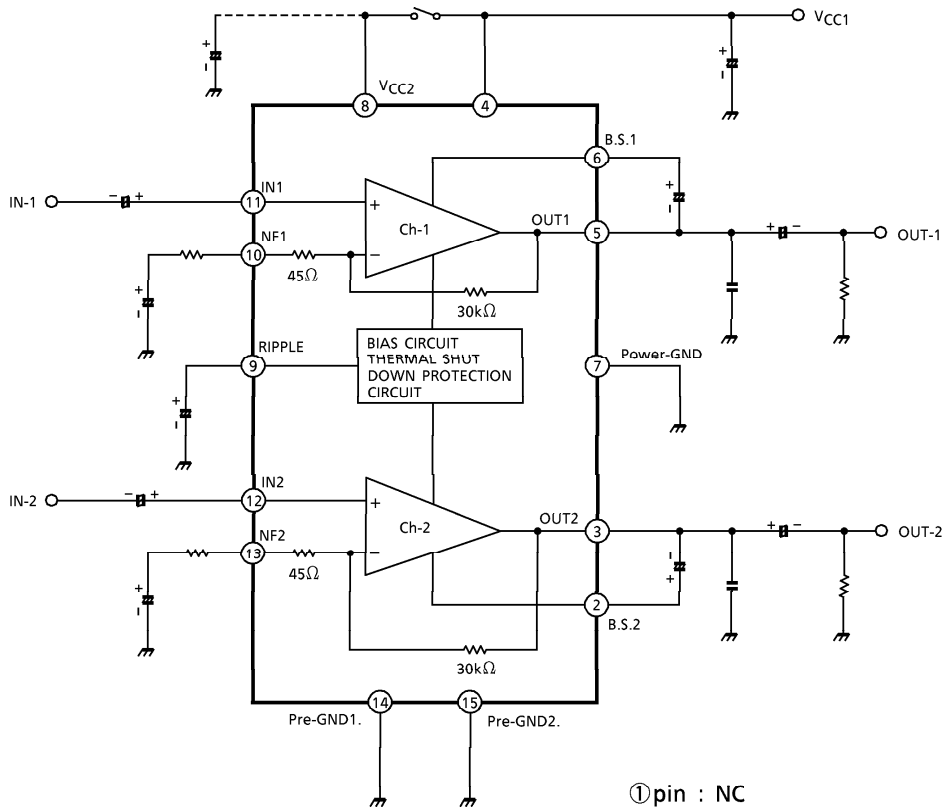 VCC1
VCC2
8
4
B.S.1
6
IN-1
IN1
11
+
Ch-1
OUT1
5
OUT-1
NF1
10
45Ω
−
30kΩ
RIPPLE
9
BIAS CIRCUIT
THERMAL SHUT
DOWN PROTECTION
CIRCUIT
Power-GND
7
IN-2
IN2
12
+
Ch-2
OUT2
3
OUT-2
NF2
13
45Ω
−
2
B.S.2
30kΩ
14
15
Pre-GND1.
Pre-GND2.
①pin : NC